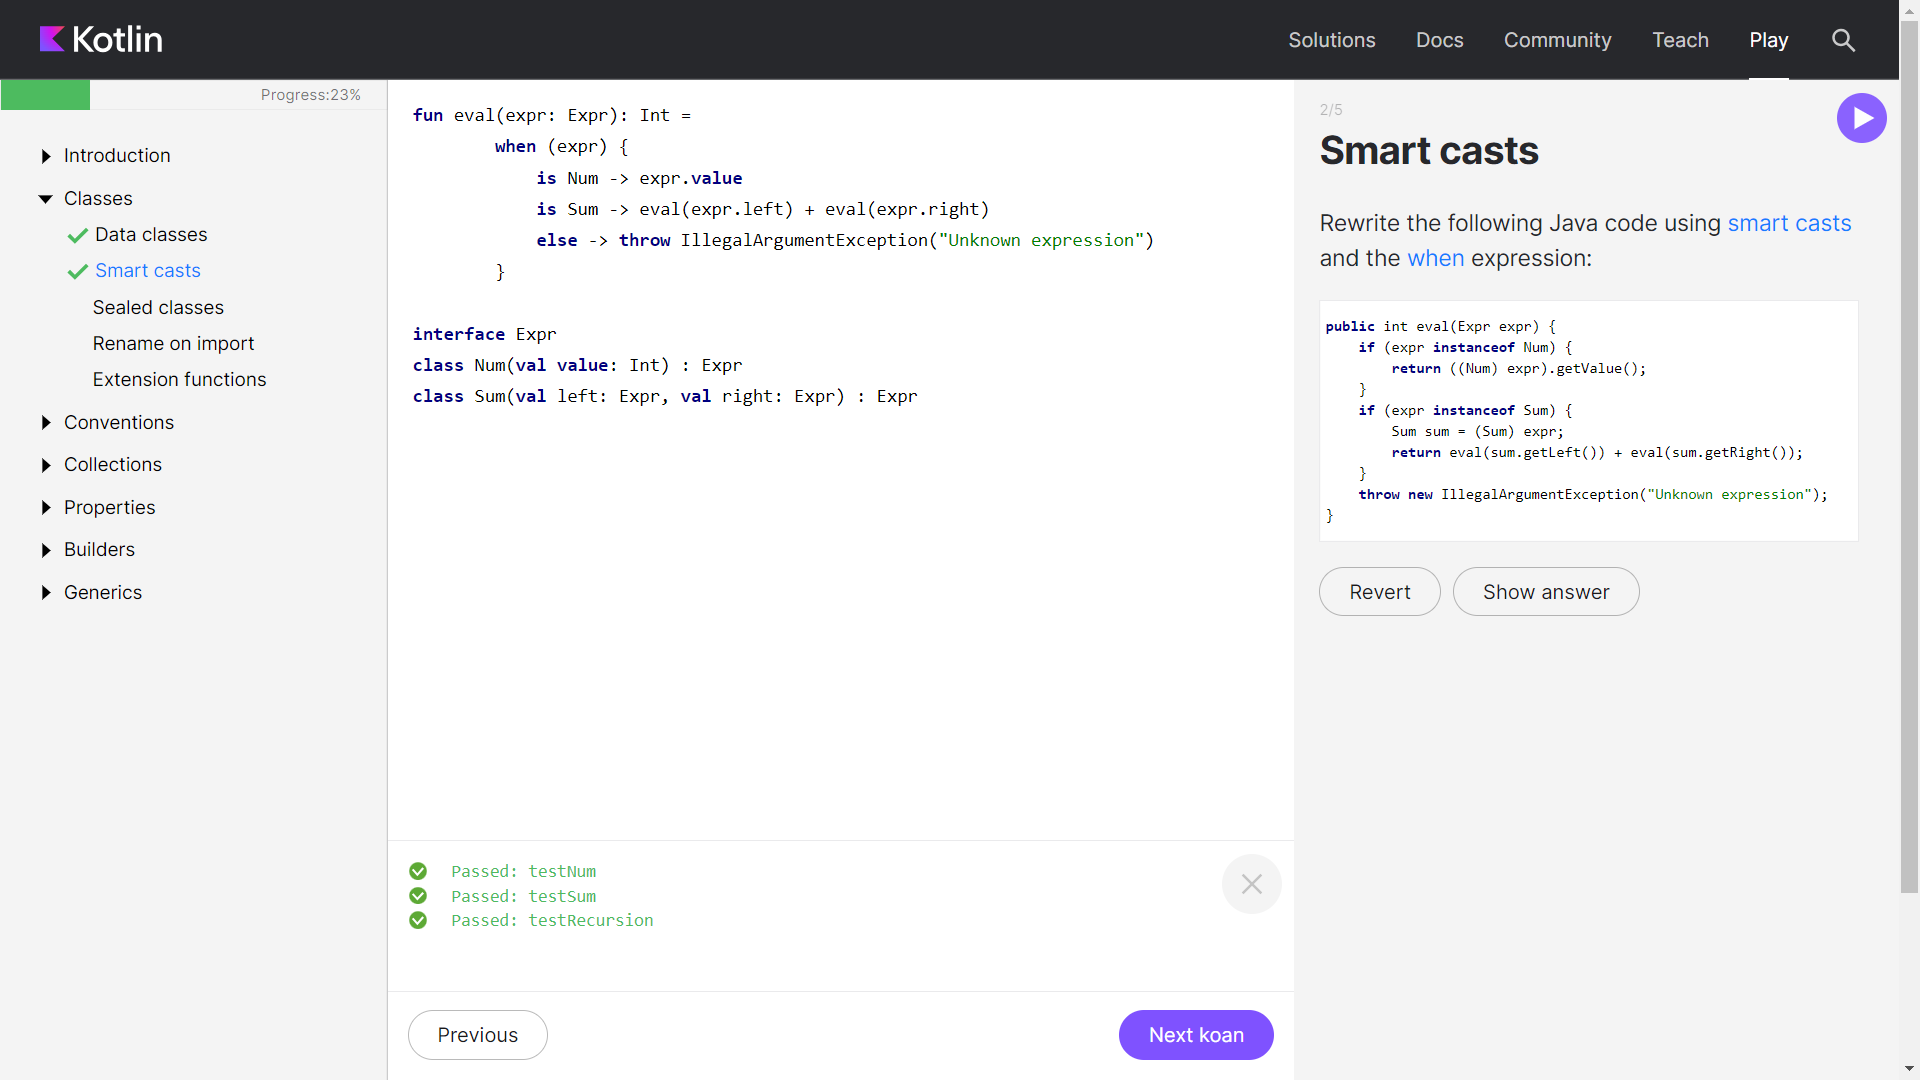 Kotlin
Solutions
Docs
Community
Teach
Play
Progress:23%
Introduction
Classes
Data classes
Smart casts
Sealed classes
Rename on import
Extension functions
Conventions
Collections
Properties
Builders
Generics
fun eval(expr: Expr): Int =
        when (expr) {
            is Num -> expr.value
            is Sum -> eval(expr.left) + eval(expr.right)
            else -> throw IllegalArgumentException("Unknown expression")
        }
interface Expr
class Num(val value: Int) : Expr
class Sum(val left: Expr, val right: Expr) : Expr
Passed: testNum
Passed: testSum
Passed: testRecursion
Previous
Next koan
2/5
Smart casts
Rewrite the following Java code using smart casts
and the when expression:
public int eval(Expr expr) {
    if (expr instanceof Num) {
        return ((Num) expr).getValue();
    }
    if (expr instanceof Sum) {
        Sum sum = (Sum) expr;
        return eval(sum.getLeft()) + eval(sum.getRight());
    }
    throw new IllegalArgumentException("Unknown expression");
}
Revert
Show answer